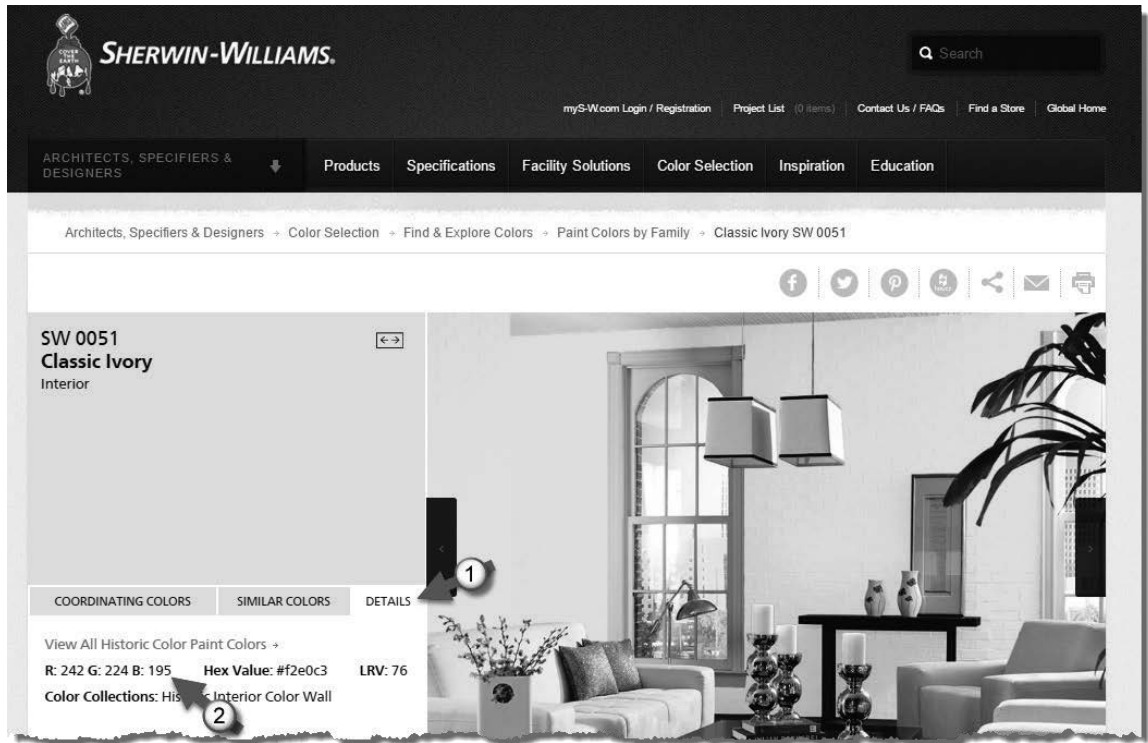 COVER
THE
EARTH
SHERWIN-WILLIAMS.
Search
myS-W.com Login / Registration Project List (0 items) Contact Us / FAQs Find a Store Global Home
ARCHITECTS, SPECIFIERS &
DESIGNERS
Products Specifications Facility Solutions Color Selection Inspiration Education
Architects, Specifiers & Designers Color Selection Find & Explore Colors Paint Colors by Family Classic Ivory SW 0051
SW 0051
Classic Ivory
Interior
1
COORDINATING COLORS SIMILAR COLORS DETAILS
View All Historic Color Paint Colors
R: 242 G: 224 B: 195 Hex Value: #f2e0c3 LRV: 76
Color Collections: Interior Color Wall
2